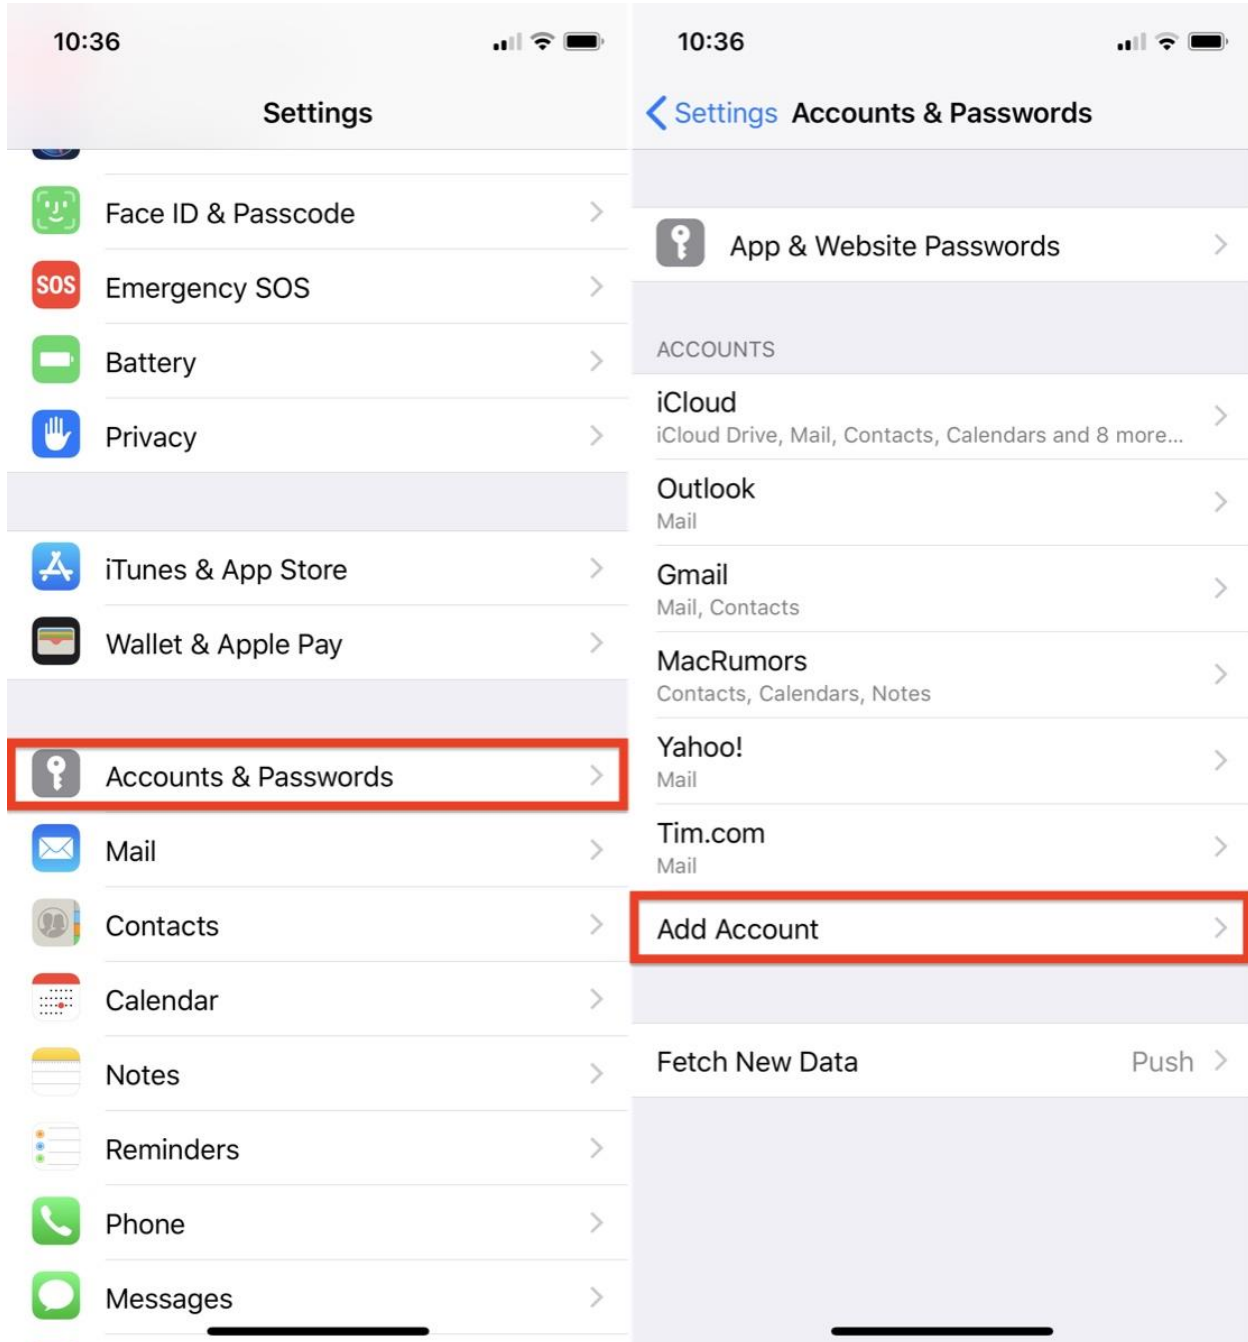 10:36
Settings
Face ID & Passcode
SOS
Emergency SOS
Battery
Privacy
iTunes & App Store
Wallet & Apple Pay
Accounts & Passwords
Mail
Contacts
Calendar
Notes
Reminders
Phone
Messages
10:36
Settings Accounts & Passwords
App & Website Passwords
ACCOUNTS
iCloud
iCloud Drive, Mail, Contacts, Calendars and 8 more...
Outlook
Mail
Gmail
Mail, Contacts
MacRumors
Contacts, Calendars, Notes
Yahoo!
Mail
Tim.com
Mail
Add Account
Fetch New Data Push